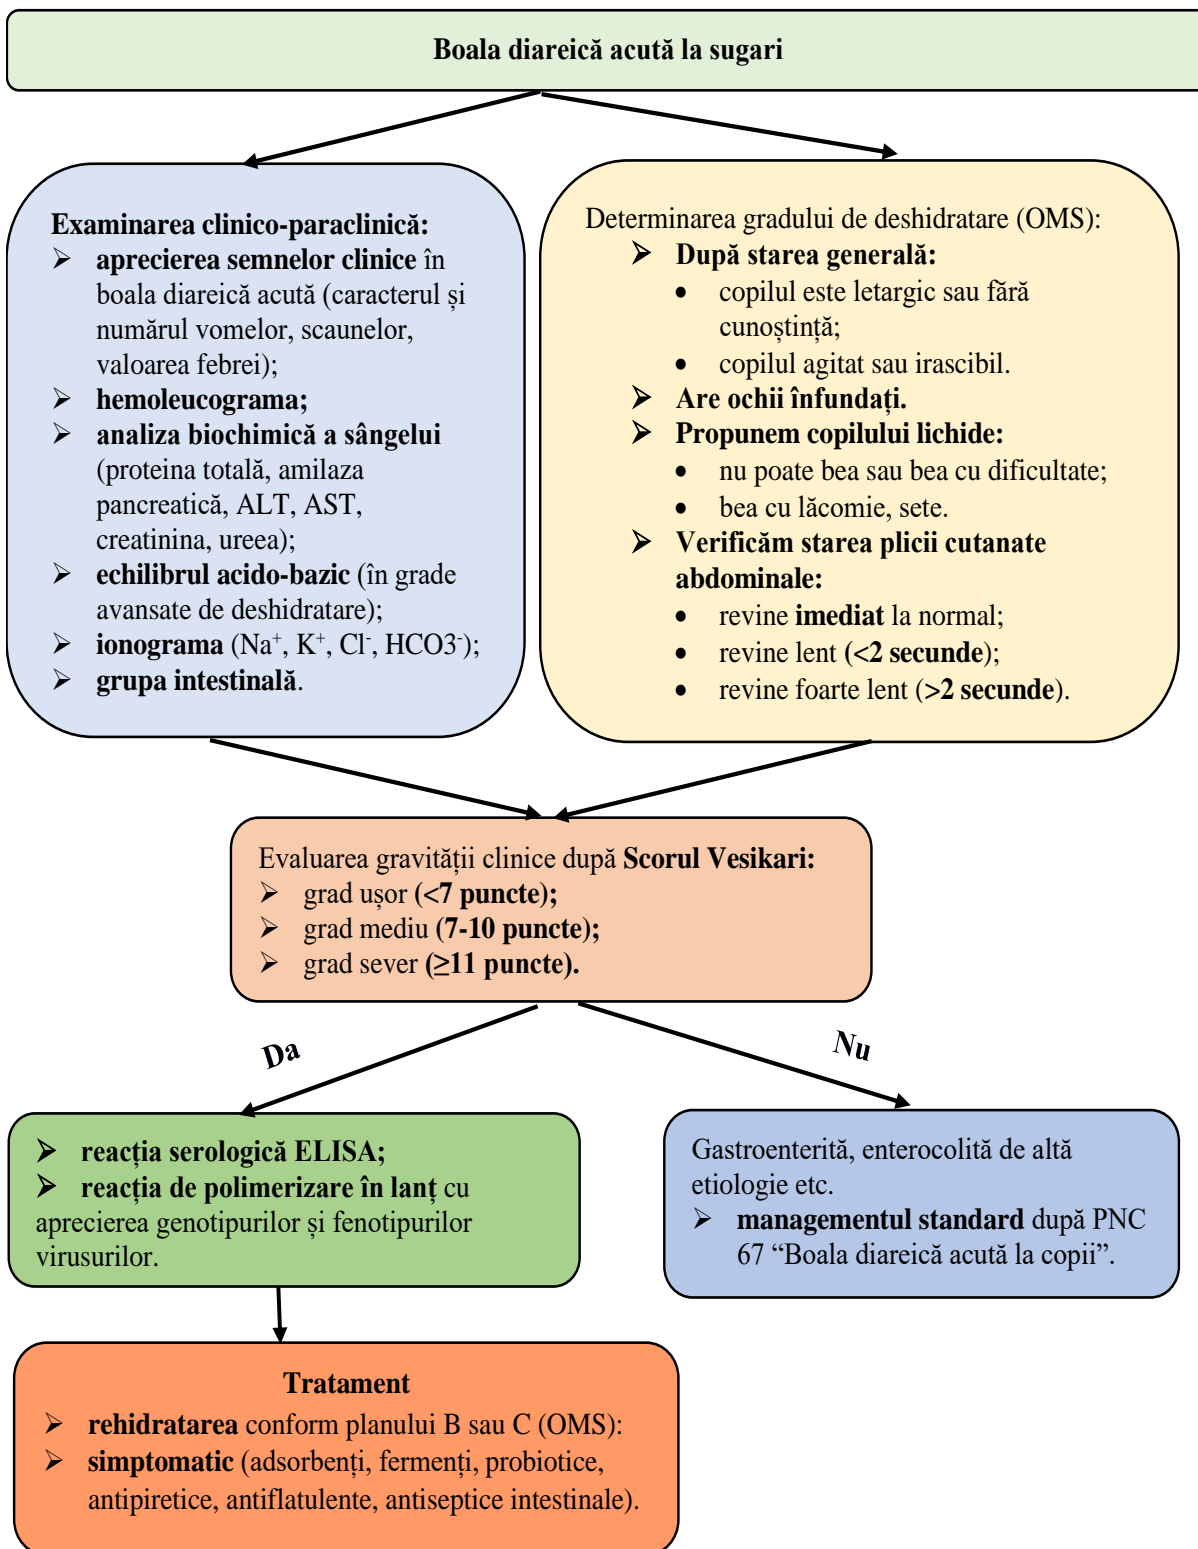 Boala diareică acută la sugari
Examinarea clinico-paraclinică:
➢ aprecierea semnelor clinice în
boala diareică acută (caracterul și
numărul vomelor, scaunelor,
valoarea febrei);
➢ hemoleucograma;
➢ analiza biochimică a sângelui
(proteina totală, amilaza
pancreatică, ALT, AST,
creatinina, ureea);
➢ echilibrul acido-bazic (în grade
avansate de deshidratare);
➢ ionograma (Na⁺, K⁺, Cl⁻, HCO3⁻);
➢ grupa intestinală.
Determinarea gradului de deshidratare (OMS):
➢ După starea generală:
• copilul este letargic sau fără
cunoștință;
• copilul agitat sau irascibil.
➢ Are ochii înfundați.
➢ Propunem copilului lichide:
• nu poate bea sau bea cu dificultate;
• bea cu lăcomie, sete.
➢ Verificăm starea plicii cutanate
abdominale:
• revine imediat la normal;
• revine lent (<2 secunde);
• revine foarte lent (>2 secunde).
Evaluarea gravității clinice după Scorul Vesikari:
➢ grad ușor (<7 puncte);
➢ grad mediu (7-10 puncte);
➢ grad sever (≥11 puncte).
Da
Nu
➢ reacția serologică ELISA;
➢ reacția de polimerizare în lanț cu
aprecierea genotipurilor și fenotipurilor
virusurilor.
Gastroenterită, enterocolită de altă
etiologie etc.
➢ managementul standard după PNC
67 “Boala diareică acută la copii”.
Tratament
➢ rehidratarea conform planului B sau C (OMS):
➢ simptomatic (adsorbenți, fermenți, probiotice,
antipiretice, antiflatulente, antiseptice intestinale).